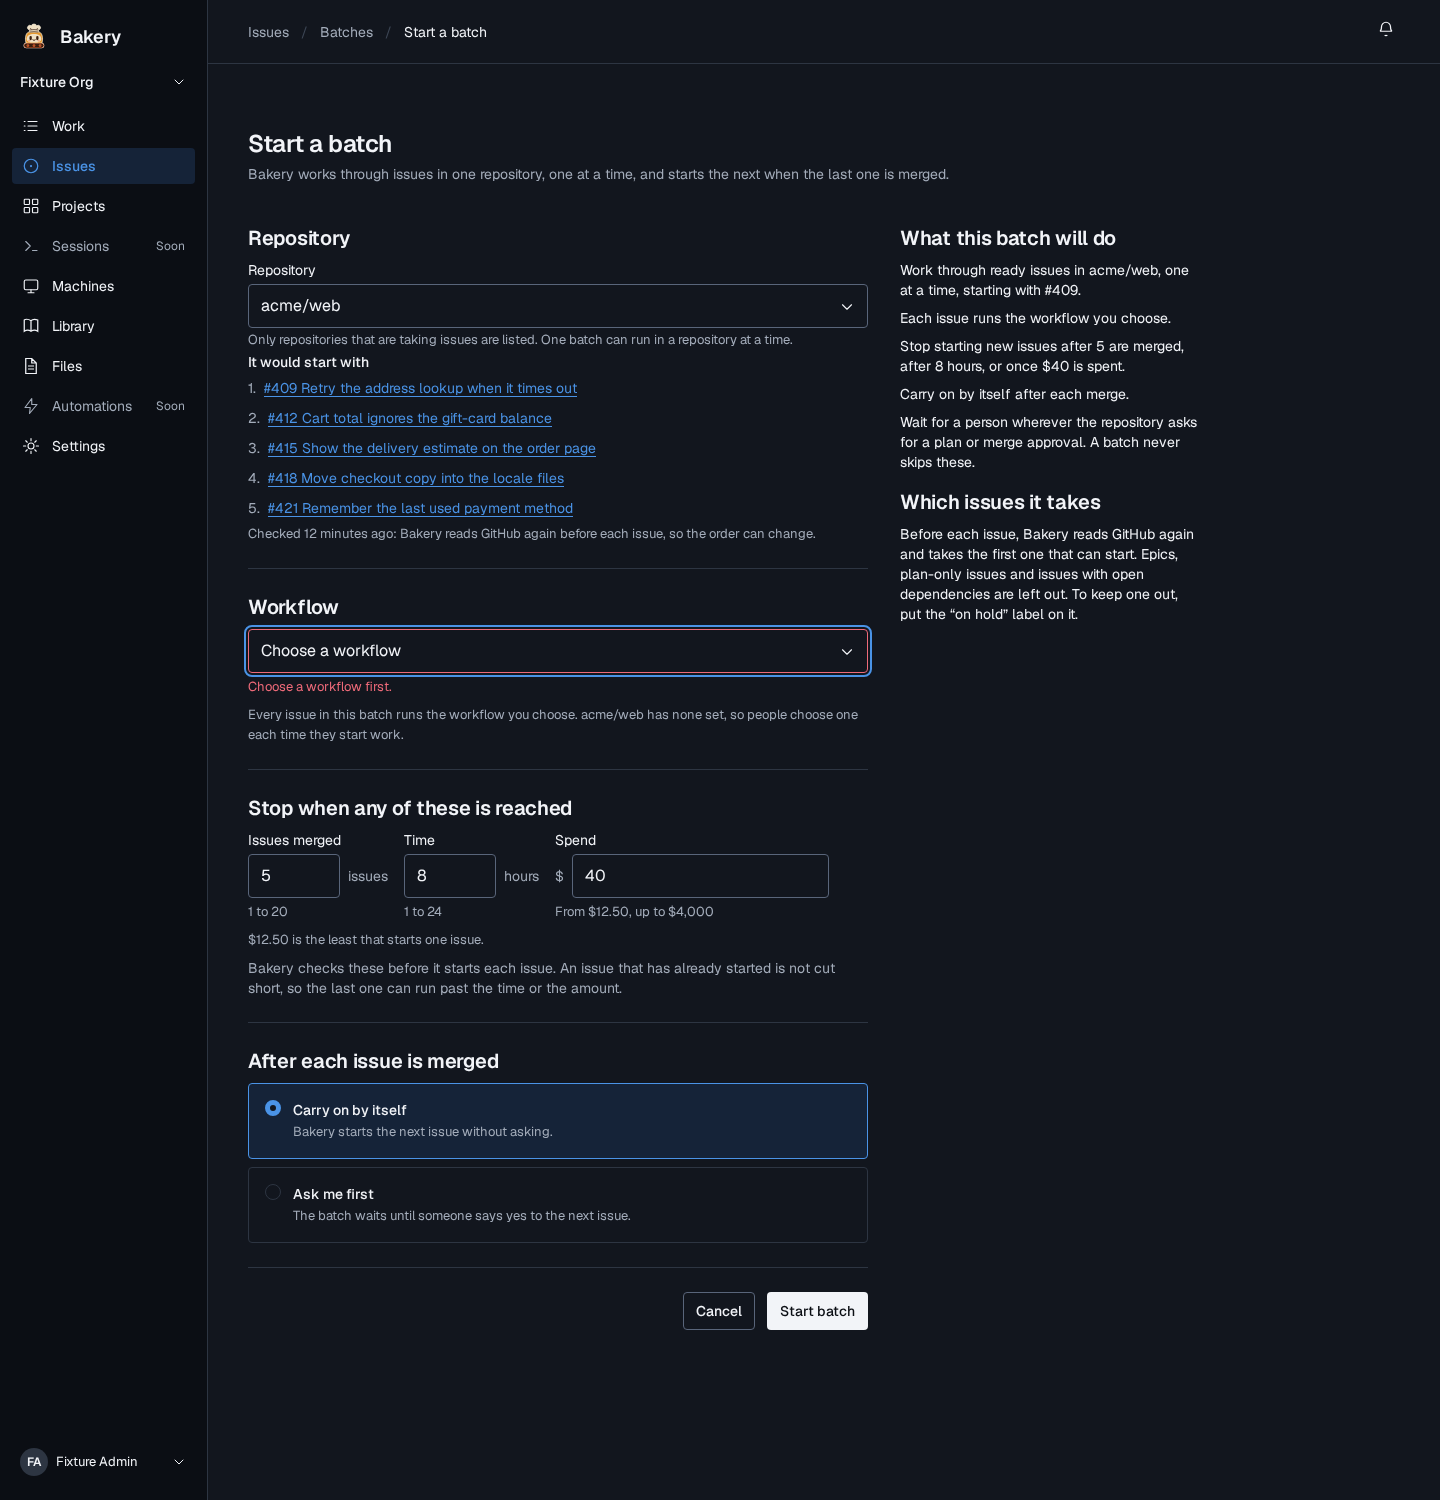 Bakery
Fixture Org
Work
Issues
Projects
Sessions Soon
Machines
Library
Files
Automations Soon
Settings
FA Fixture Admin
Issues / Batches / Start a batch
Start a batch
Bakery works through issues in one repository, one at a time, and starts the next when the last one is merged.
Repository
Repository
acme/web
Only repositories that are taking issues are listed. One batch can run in a repository at a time.
It would start with
1. #409 Retry the address lookup when it times out
2. #412 Cart total ignores the gift-card balance
3. #415 Show the delivery estimate on the order page
4. #418 Move checkout copy into the locale files
5. #421 Remember the last used payment method
Checked 12 minutes ago: Bakery reads GitHub again before each issue, so the order can change.
Workflow
Choose a workflow
Choose a workflow first.
Every issue in this batch runs the workflow you choose. acme/web has none set, so people choose one
each time they start work.
Stop when any of these is reached
Issues merged Time Spend
5 issues 8 hours $ 40
1 to 20 1 to 24 From $12.50, up to $4,000
$12.50 is the least that starts one issue.
Bakery checks these before it starts each issue. An issue that has already started is not cut
short, so the last one can run past the time or the amount.
After each issue is merged
Carry on by itself
Bakery starts the next issue without asking.
Ask me first
The batch waits until someone says yes to the next issue.
Cancel Start batch
What this batch will do
Work through ready issues in acme/web, one
at a time, starting with #409.
Each issue runs the workflow you choose.
Stop starting new issues after 5 are merged,
after 8 hours, or once $40 is spent.
Carry on by itself after each merge.
Wait for a person wherever the repository asks
for a plan or merge approval. A batch never
skips these.
Which issues it takes
Before each issue, Bakery reads GitHub again
and takes the first one that can start. Epics,
plan-only issues and issues with open
dependencies are left out. To keep one out,
put the “on hold” label on it.